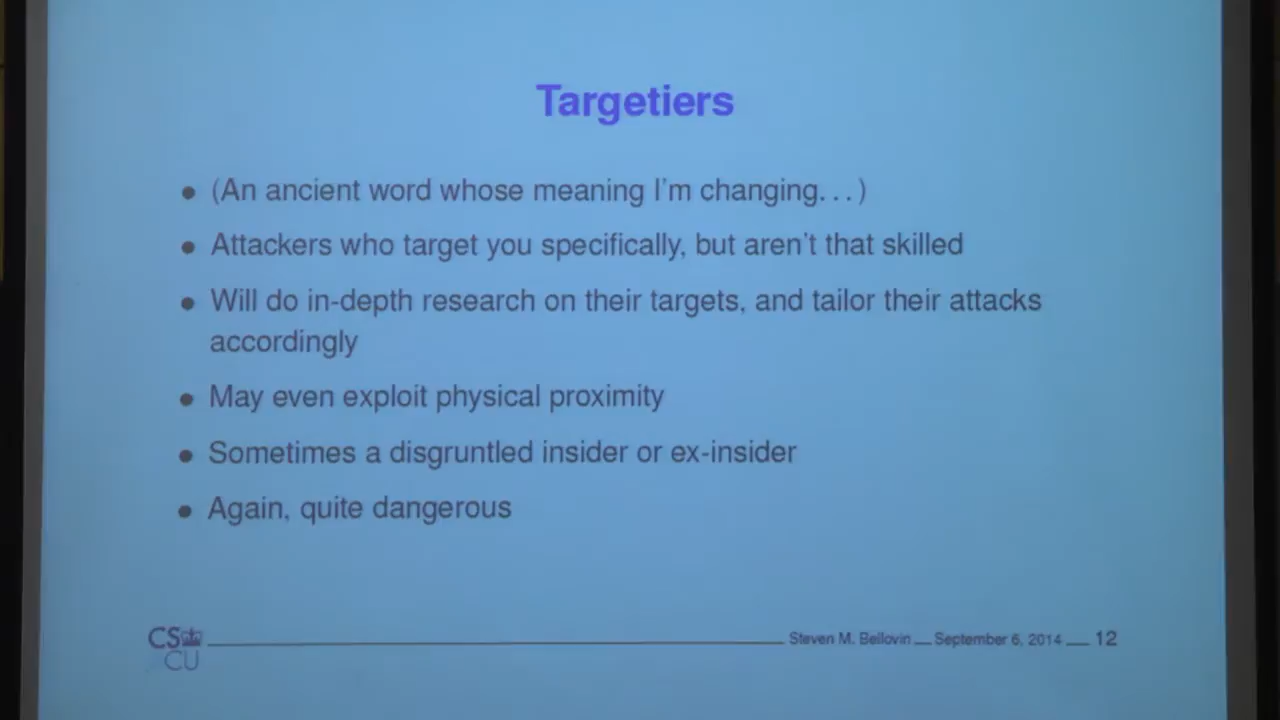 Targetiers
• (An ancient word whose meaning I'm changing. . . )
• Attackers who target you specifically, but aren't that skilled
• Will do in-depth research on their targets, and tailor their attacks
accordingly
• May even exploit physical proximity
• Sometimes a disgruntled insider or ex-insider
• Again, quite dangerous
CS
CU
Steven M. Bellovin — September 6, 2014 — 12